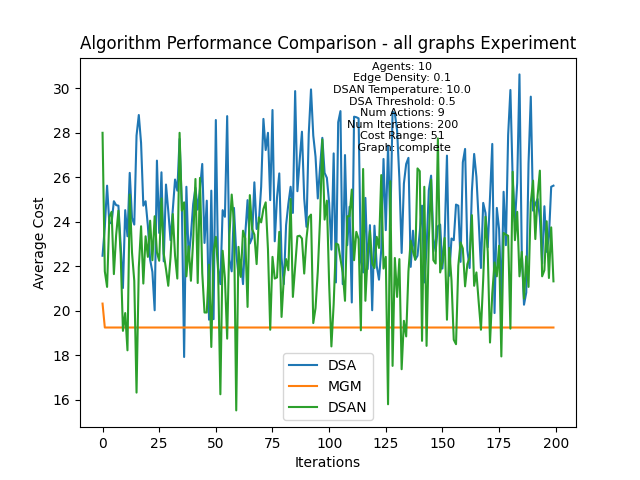 Algorithm Performance Comparison - all graphs Experiment
Agents: 10
Edge Density: 0.1
DSAN Temperature: 10.0
DSA Threshold: 0.5
Num Actions: 9
Num Iterations: 200
Cost Range: 51
Graph: complete
Average Cost
30
28
26
24
22
20
18
16
DSA
MGM
DSAN
0
25
50
75
100
125
150
175
200
Iterations